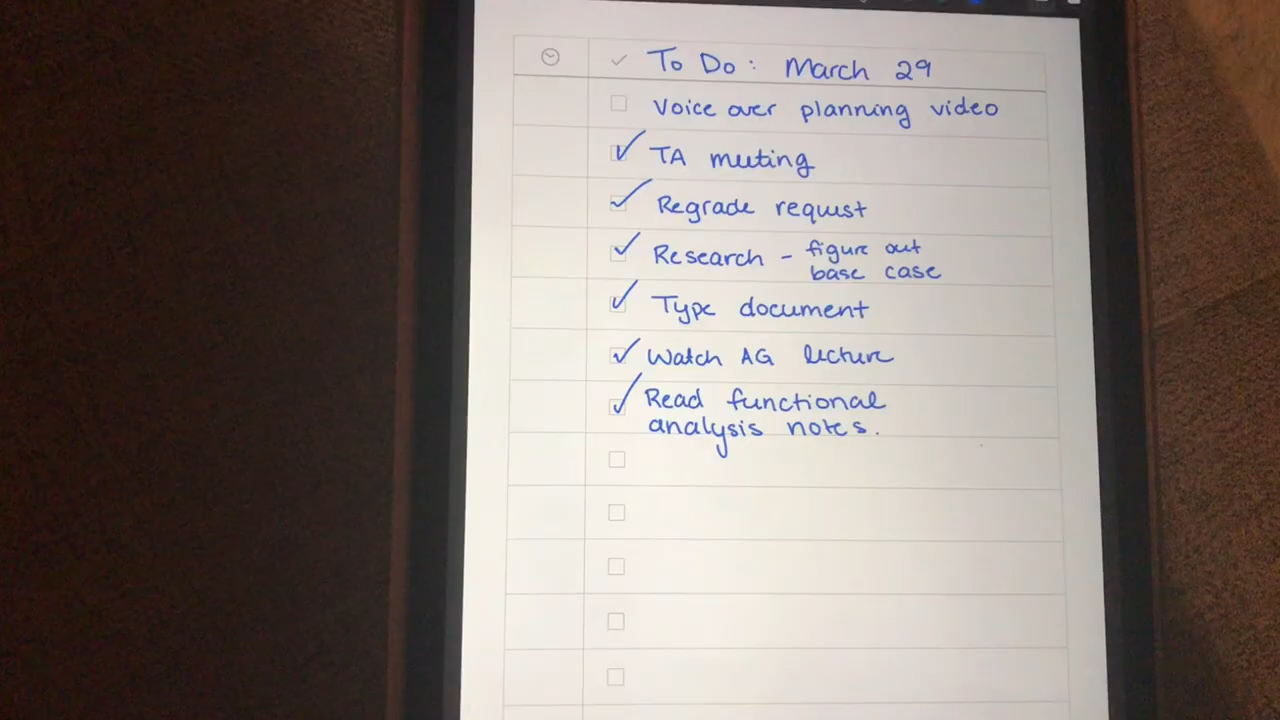 To Do: March 29
Voice over planning video
TA meeting
Regrade request
Research - figure out
base case
Type document
Watch AG lecture
Read functional
analysis notes.